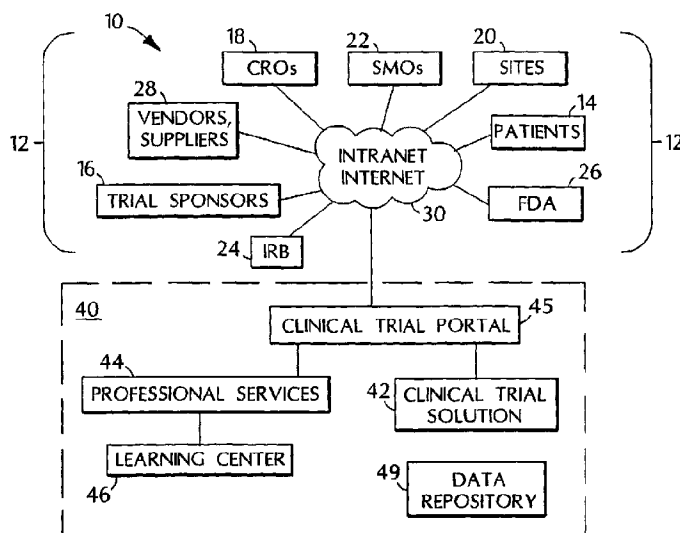 10
18
22
20
CROs
SMOs
SITES
28
14
VENDORS,
SUPPLIERS
PATIENTS
12
INTRANET
INTERNET
12
16
26
TRIAL SPONSORS
30
FDA
24
IRB
40
45
CLINICAL TRIAL PORTAL
44
PROFESSIONAL SERVICES
42
CLINICAL TRIAL
SOLUTION
LEARNING CENTER
46
49
DATA
REPOSITORY